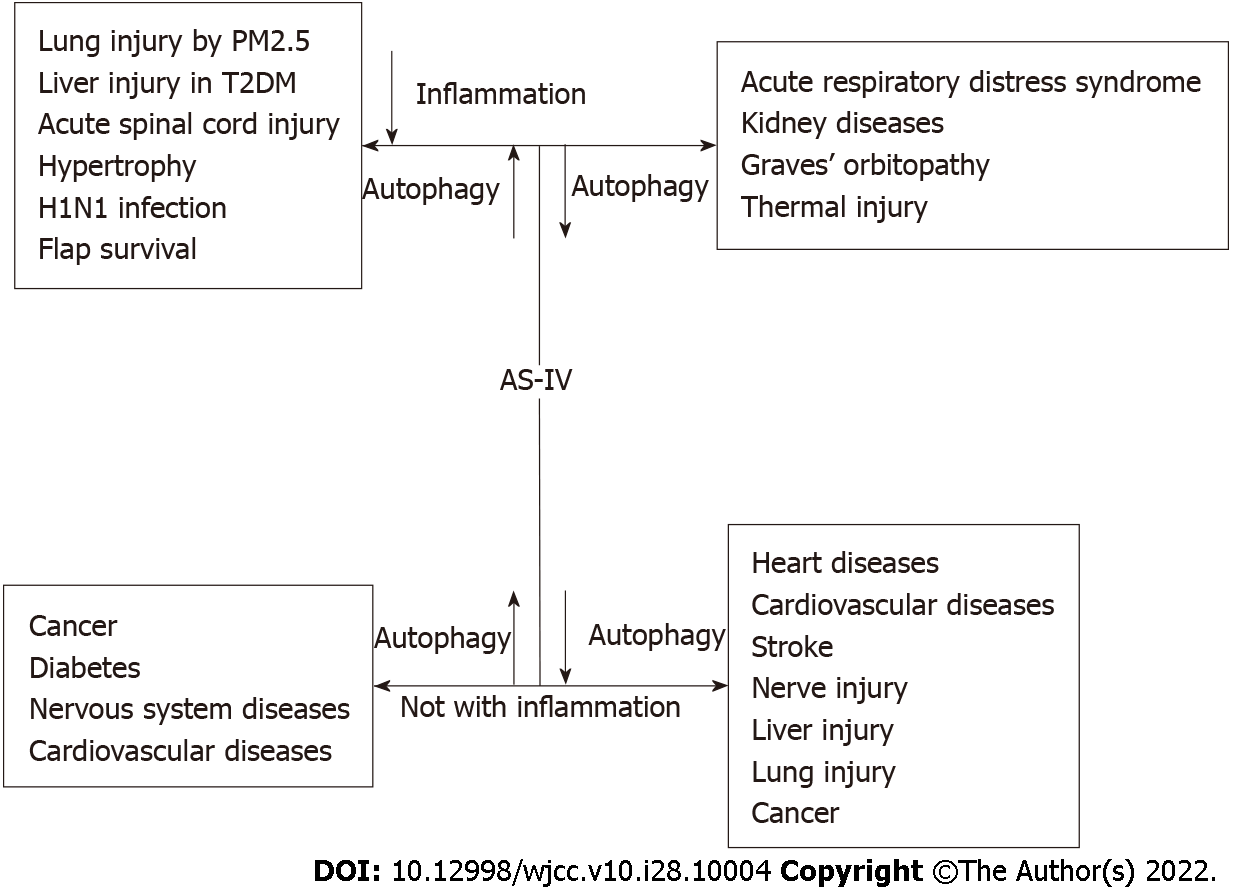 Lung injury by PM2.5
Liver injury in T2DM
Acute spinal cord injury
Hypertrophy
H1N1 infection
Flap survival
Inflammation
Autophagy
Autophagy
Acute respiratory distress syndrome
Kidney diseases
Graves’ orbitopathy
Thermal injury
AS-IV
Cancer
Diabetes
Nervous system diseases
Cardiovascular diseases
Autophagy
Autophagy
Not with inflammation
Heart diseases
Cardiovascular diseases
Stroke
Nerve injury
Liver injury
Lung injury
Cancer
DOI: 10.12998/wjcc.v10.i28.10004 Copyright ©The Author(s) 2022.